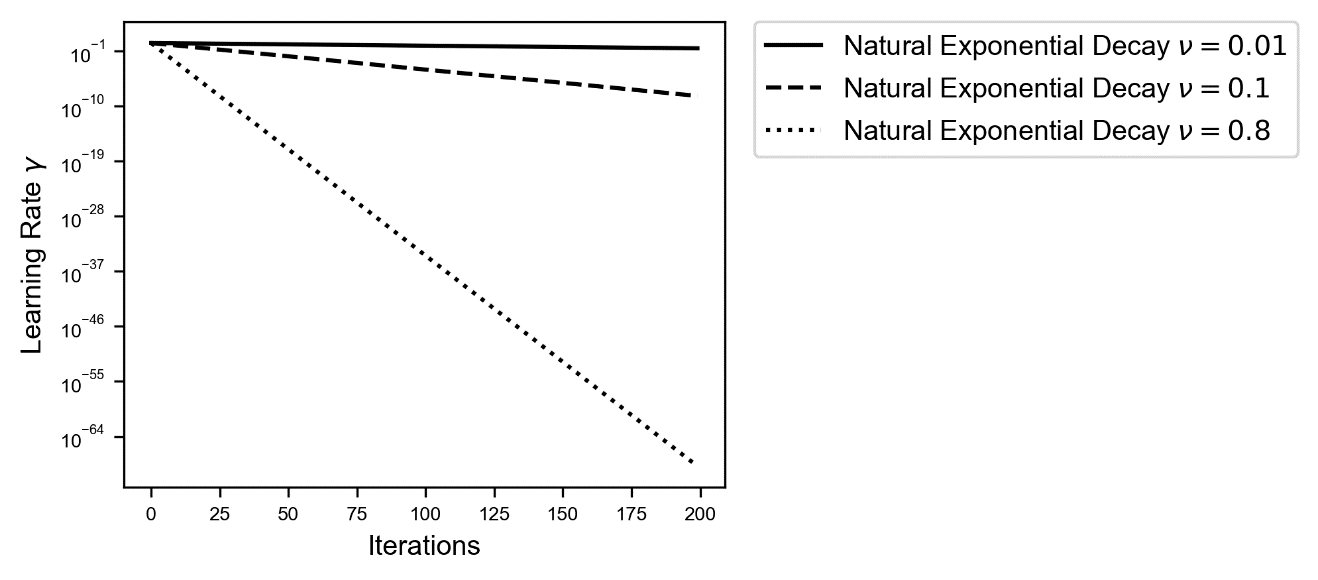 Learning Rate γ
10⁻¹
10⁻¹⁰
10⁻¹⁹
10⁻²⁸
10⁻³⁷
10⁻⁴⁶
10⁻⁵⁵
10⁻⁶⁴
0 25 50 75 100 125 150 175 200
Iterations
Natural Exponential Decay ν = 0.01
Natural Exponential Decay ν = 0.1
Natural Exponential Decay ν = 0.8